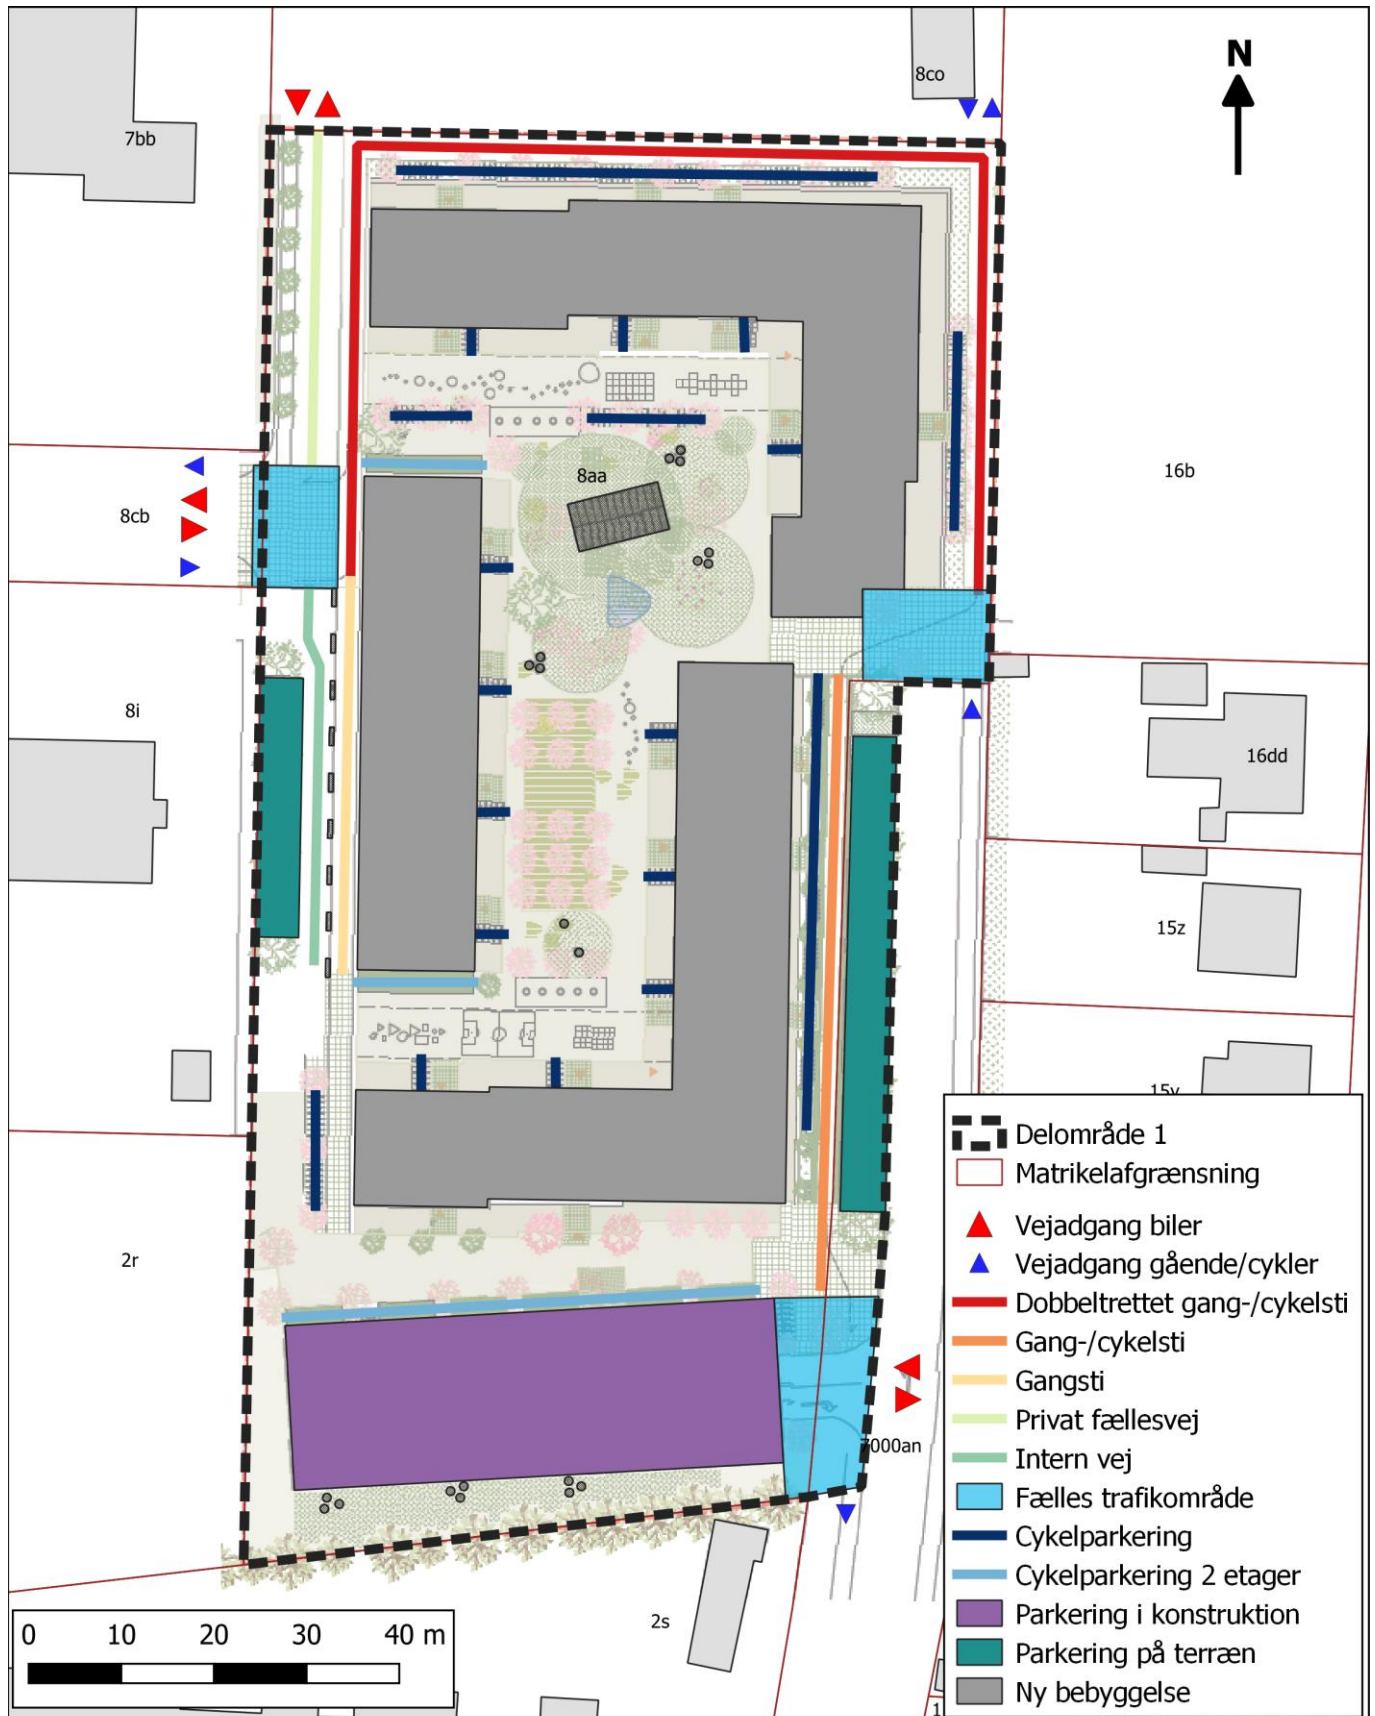 8co
N
7bb
8aa
16b
8cb
8i
16dd
15z
15y
2r
7000an
2s
Delområde 1
Matrikelafgrænsning
Vejadgang biler
Vejadgang gående/cykler
Dobbeltrettet gang-/cykelsti
Gang-/cykelsti
Gangsti
Privat fællesvej
Intern vej
Fælles trafikområde
Cykelparkering
Cykelparkering 2 etager
Parkering i konstruktion
Parkering på terræn
Ny bebyggelse
0 10 20 30 40 m